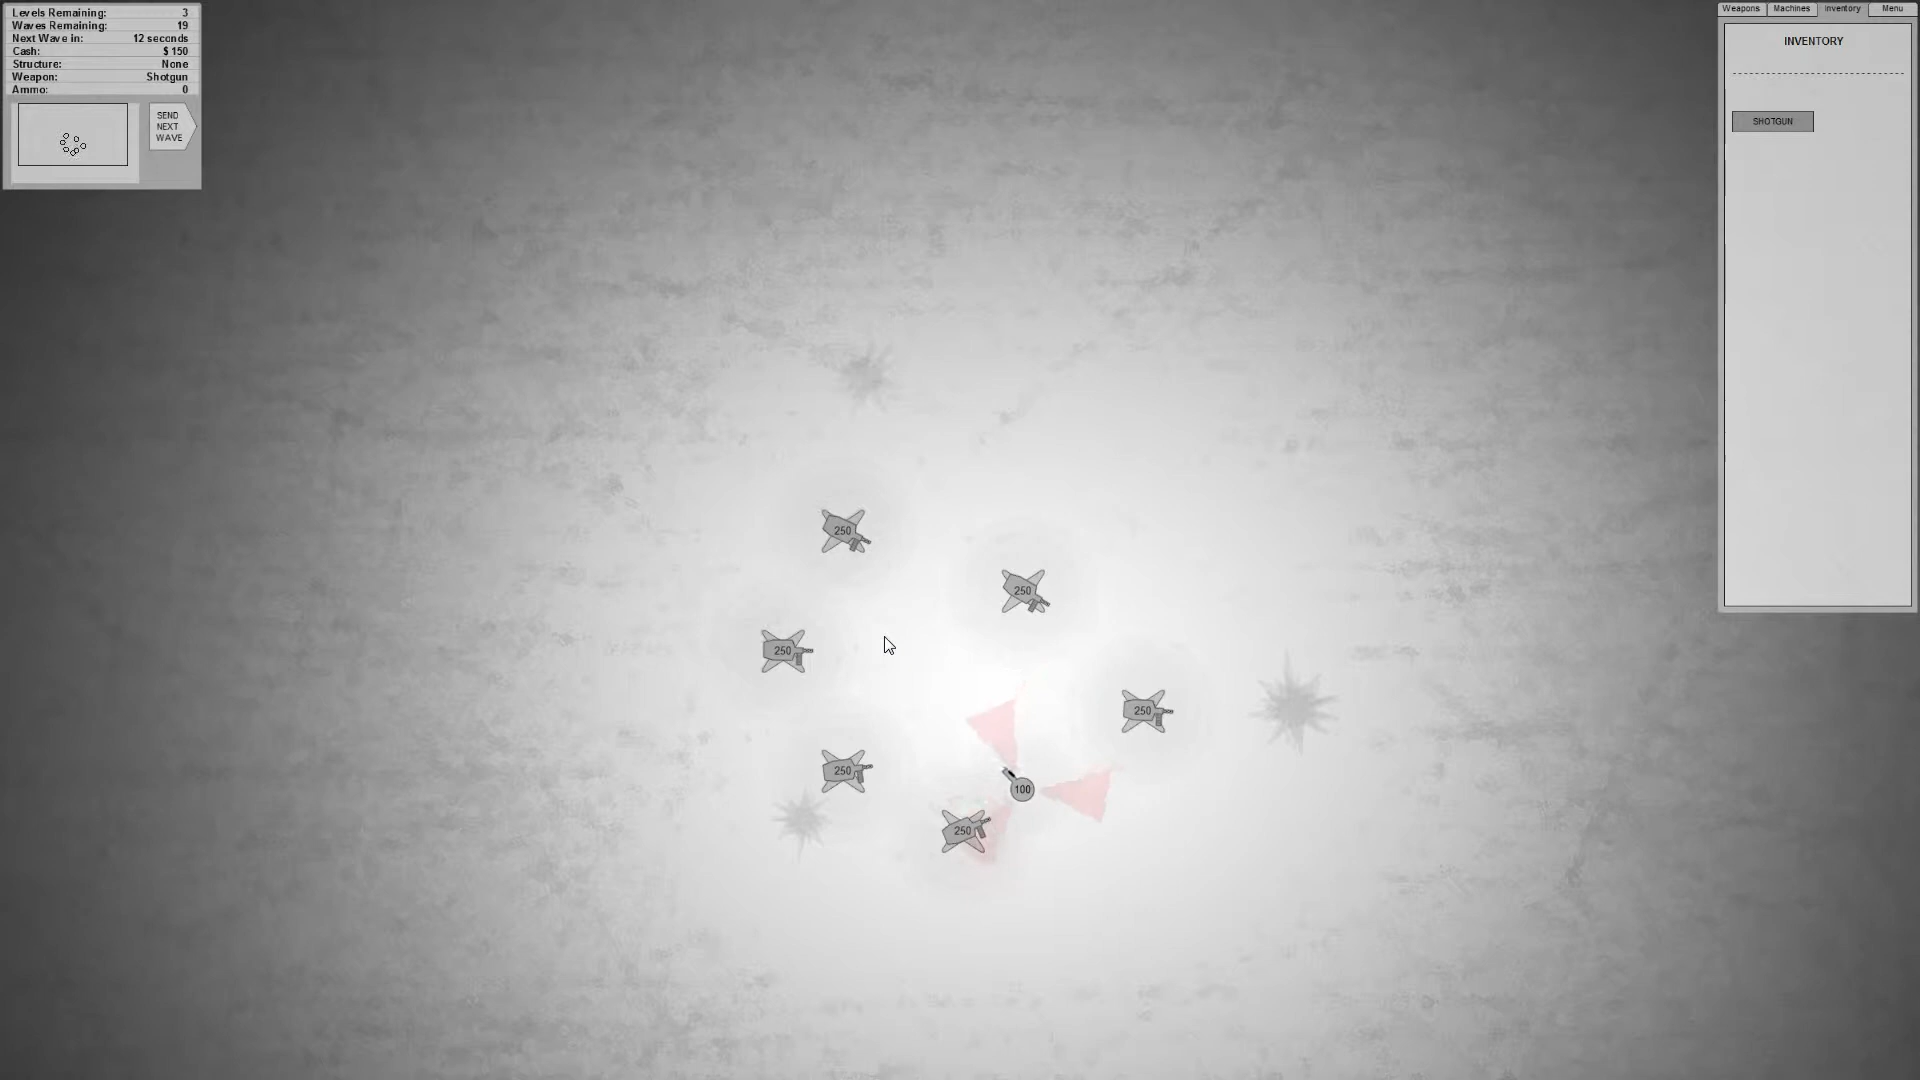 Levels Remaining: 3
Waves Remaining: 19
Next Wave in: 12 seconds
Cash: $ 150
Structure: None
Weapon: Shotgun
Ammo: 0
SEND
NEXT
WAVE
Weapons Machines Inventory Menu
INVENTORY
SHOTGUN
250
250
250
250
250
100
250